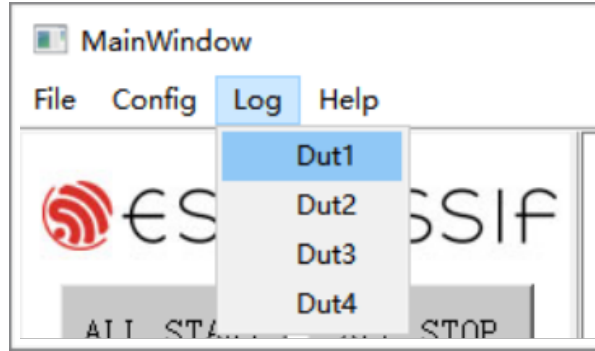 MainWindow
File Config Log Help
Dut1
Dut2
Dut3
Dut4
ALL STOP